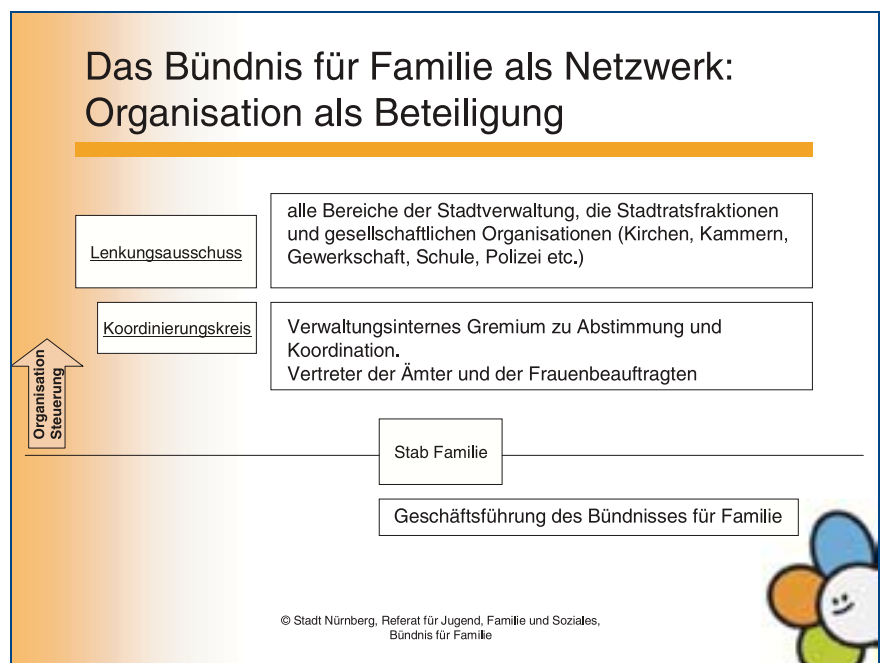 Das Bündnis für Familie als Netzwerk:
Organisation als Beteiligung
Lenkungsausschuss
alle Bereiche der Stadtverwaltung, die Stadtratsfraktionen
und gesellschaftlichen Organisationen (Kirchen, Kammern,
Gewerkschaft, Schule, Polizei etc.)
Koordinierungskreis
Verwaltungsinternes Gremium zu Abstimmung und
Koordination.
Vertreter der Ämter und der Frauenbeauftragten
Organisation
Steuerung
Stab Familie
Geschäftsführung des Bündnisses für Familie
© Stadt Nürnberg, Referat für Jugend, Familie und Soziales,
Bündnis für Familie